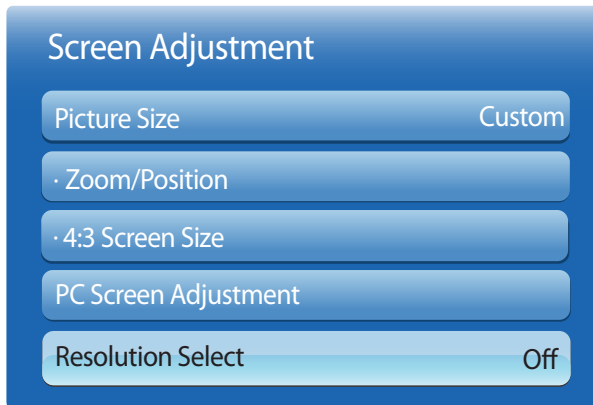 Screen Adjustment
Picture Size Custom
· Zoom/Position
· 4:3 Screen Size
PC Screen Adjustment
Resolution Select Off